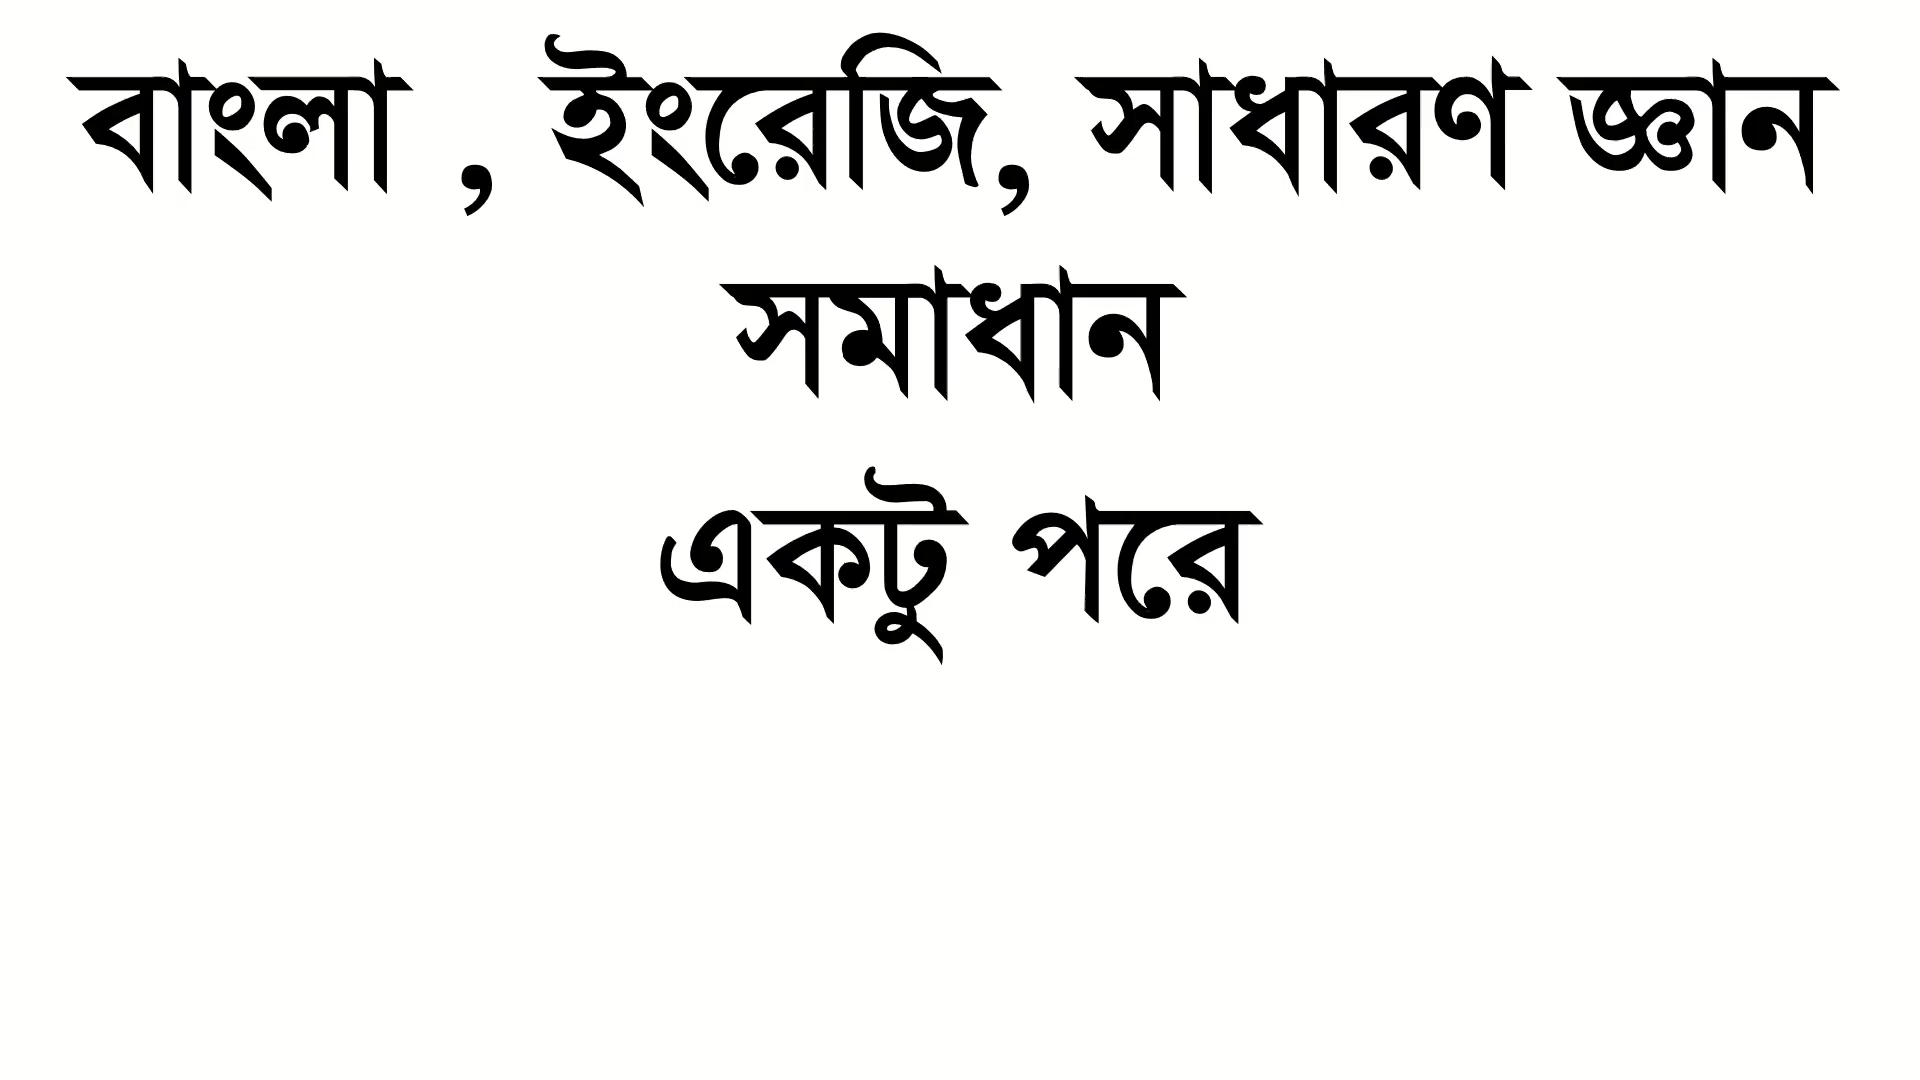 বাংলা , ইংরেজি, সাধারণ জ্ঞান
সমাধান
একটু পরে